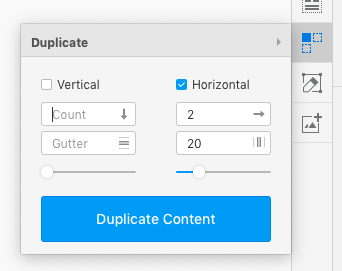 Duplicate
Vertical Horizontal
Count 2
Gutter 20
Duplicate Content